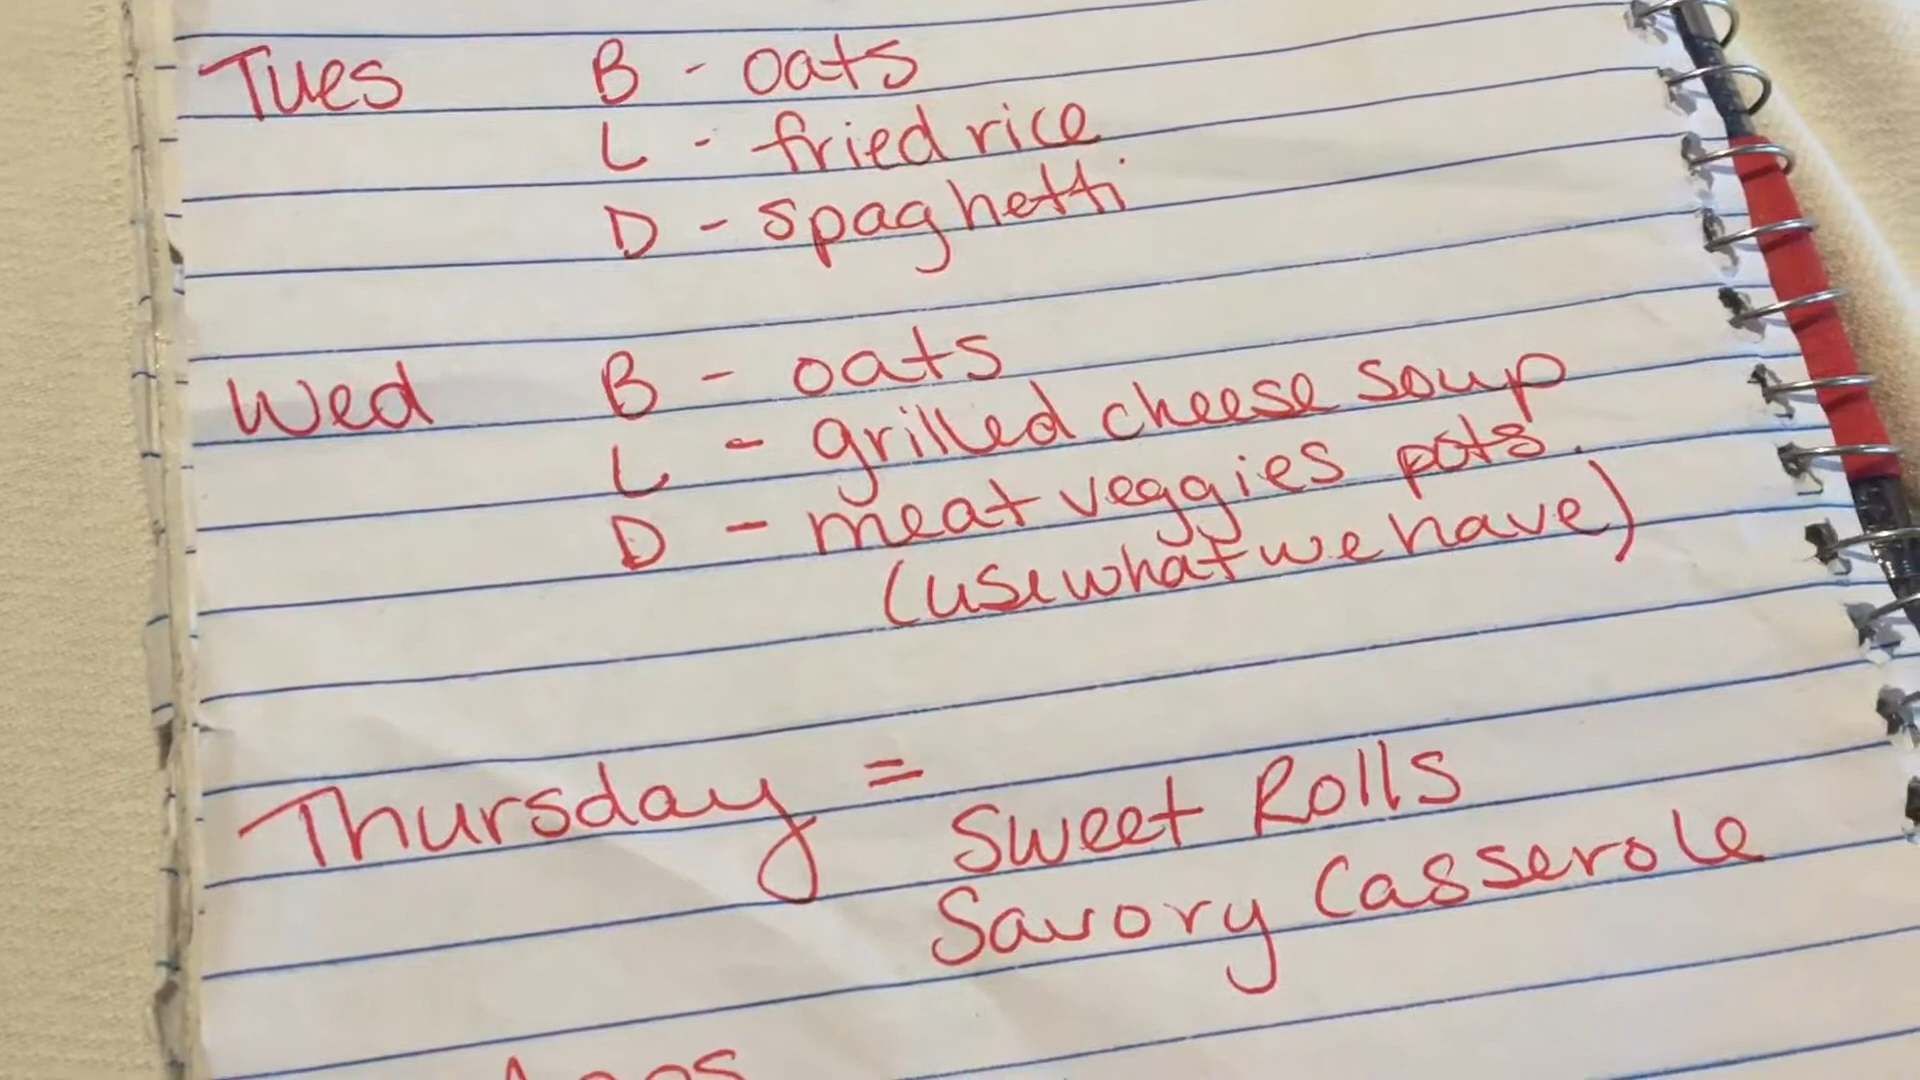 Tues B - oats
L - fried rice
D - spaghetti
Wed B - oats
L - grilled cheese soup
D - meat veggies pots.
(use what we have)
Thursday =
Sweet Rolls
Savory Casserole